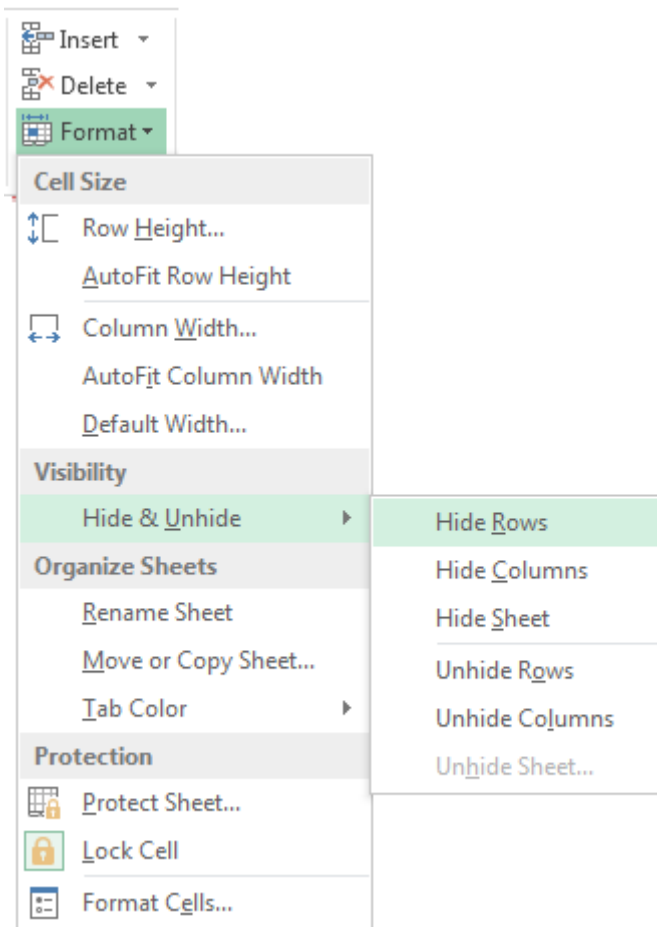 Insert
Delete
Format
Cell Size
Row Height...
AutoFit Row Height
Column Width...
AutoFit Column Width
Default Width...
Visibility
Hide & Unhide
Hide Rows
Hide Columns
Hide Sheet
Unhide Rows
Unhide Columns
Unhide Sheet...
Organize Sheets
Rename Sheet
Move or Copy Sheet...
Tab Color
Protection
Protect Sheet...
Lock Cell
Format Cells...